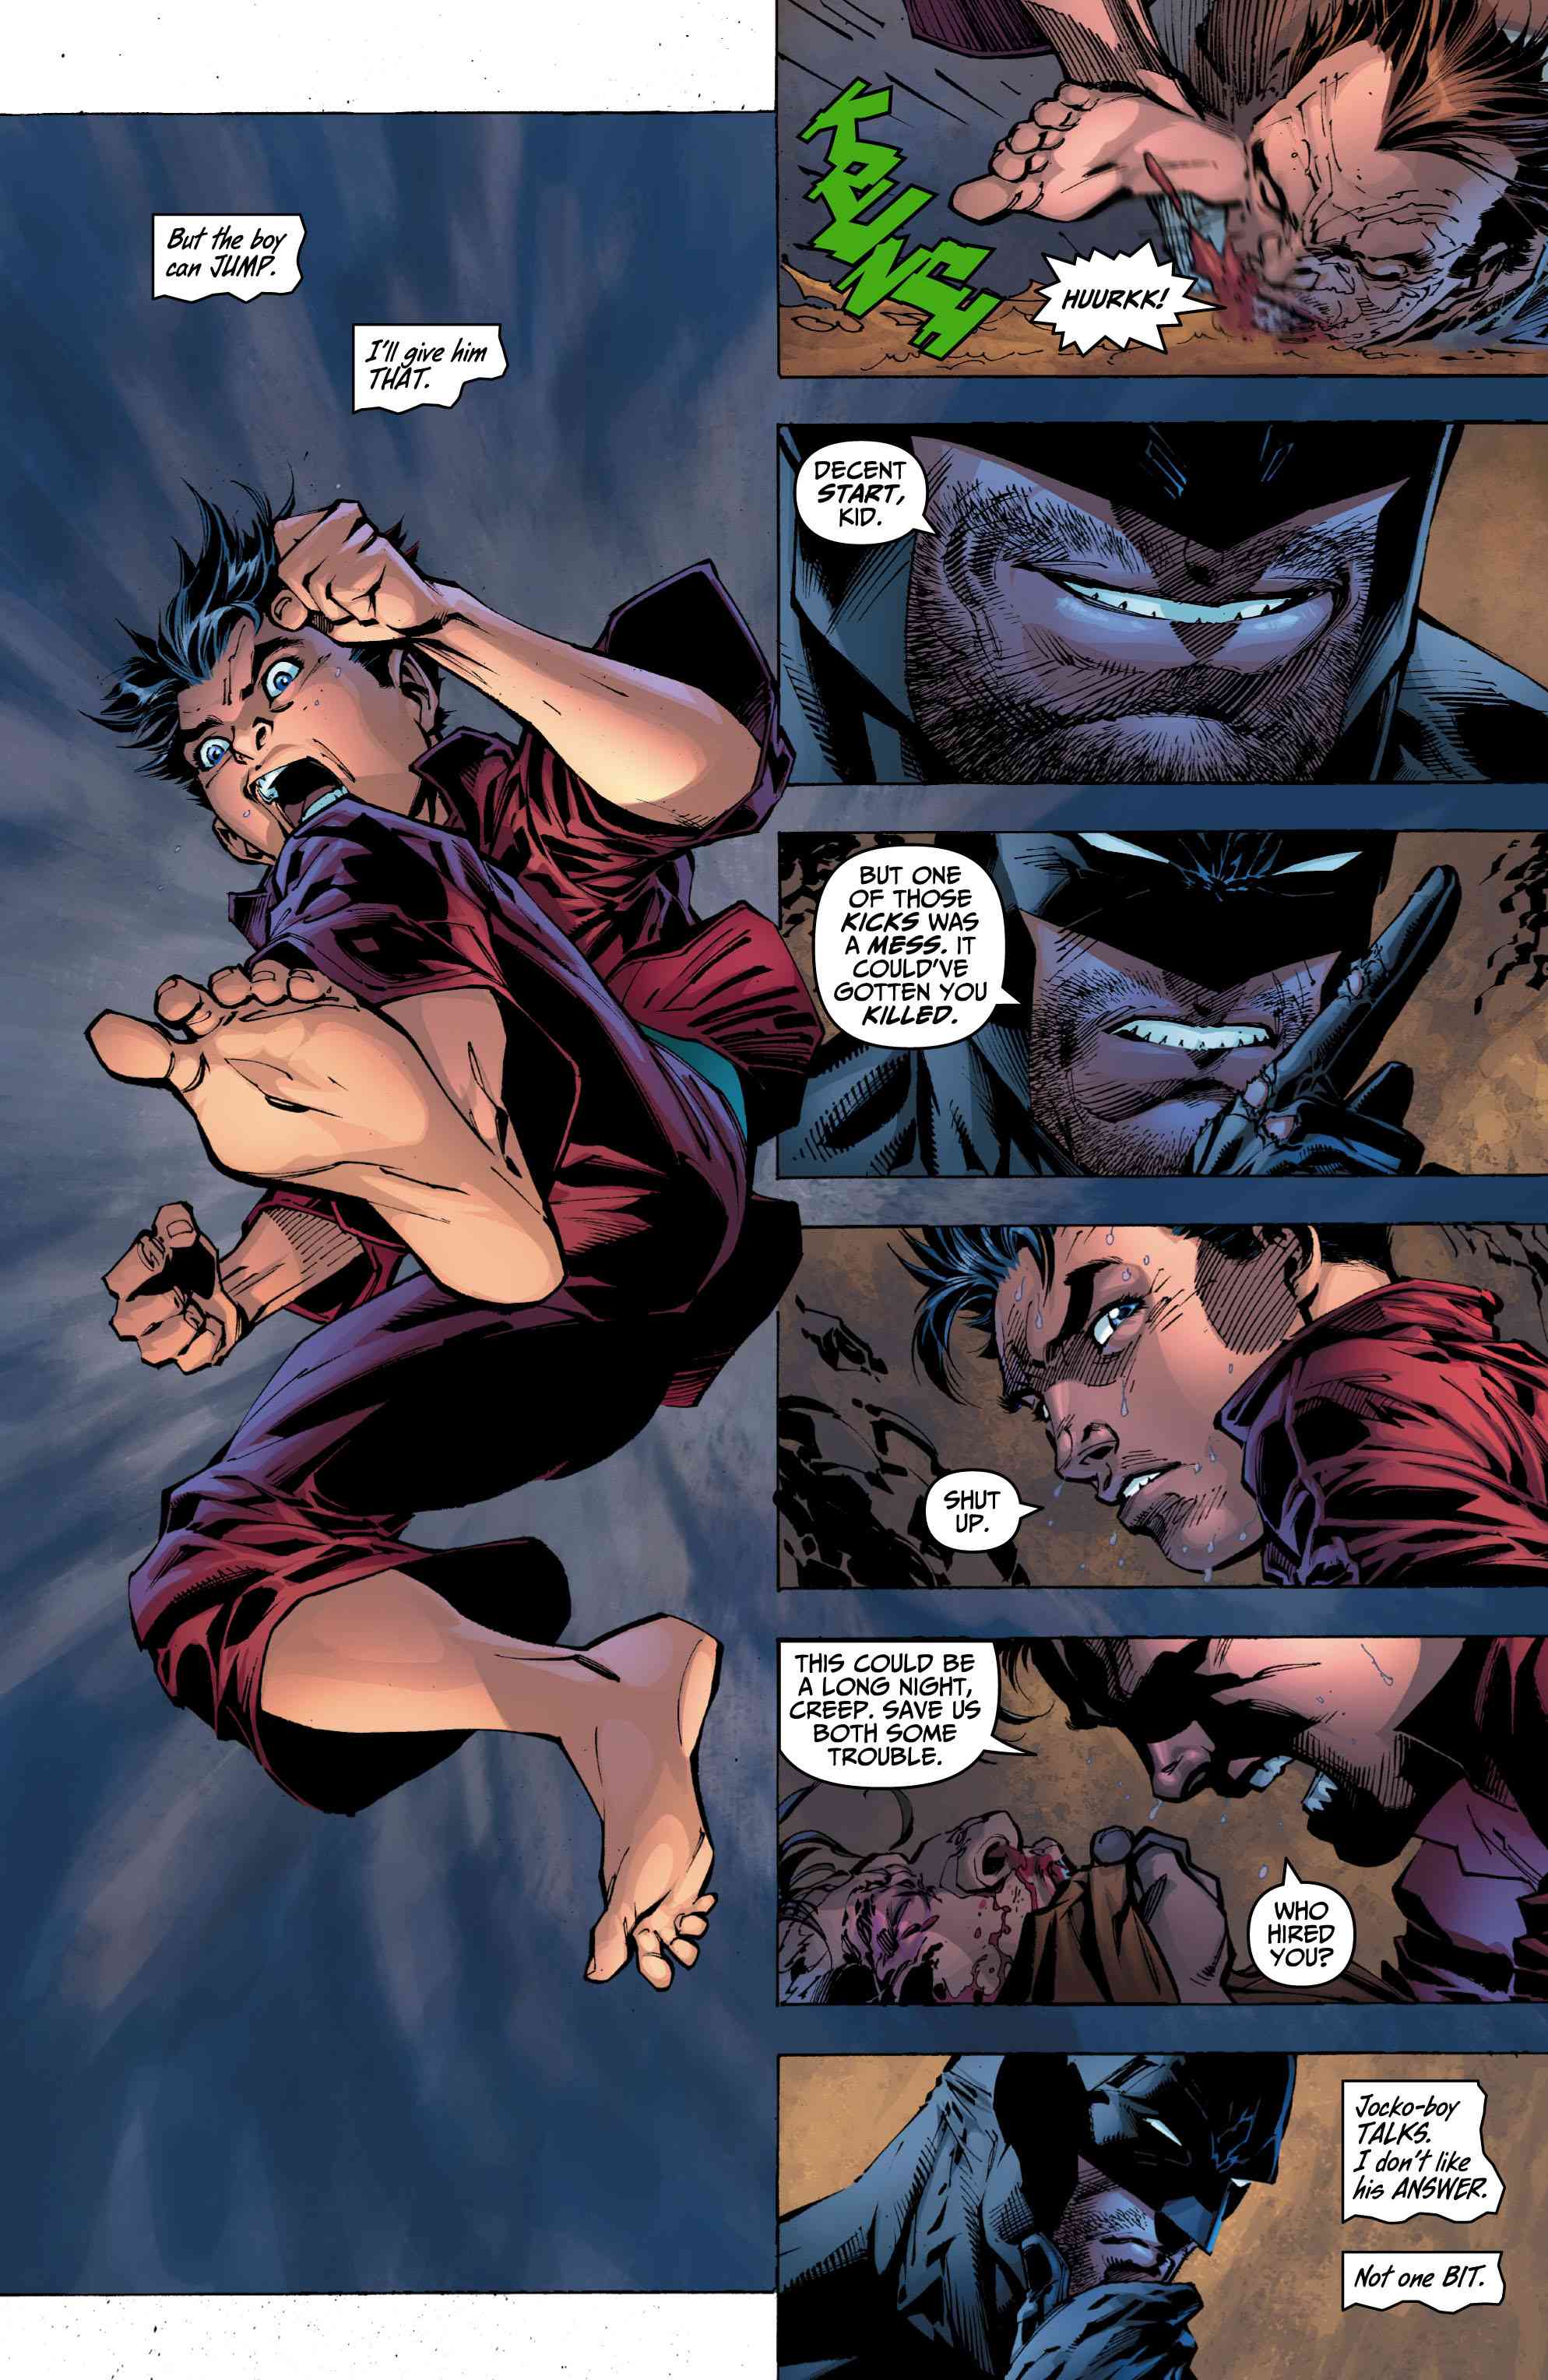 But the boy
can JUMP.
I'll give him
THAT.
KRUNCH
HUURKK!
DECENT
START,
KID.
BUT ONE
OF THOSE
KICKS WAS
A MESS. IT
COULD'VE
GOTTEN YOU
KILLED.
SHUT
UP.
THIS COULD BE
A LONG NIGHT,
CREEP. SAVE US
BOTH SOME
TROUBLE.
WHO
HIRED
YOU?
Jocko-boy
TALKS.
I don't like
his ANSWER.
Not one BIT.